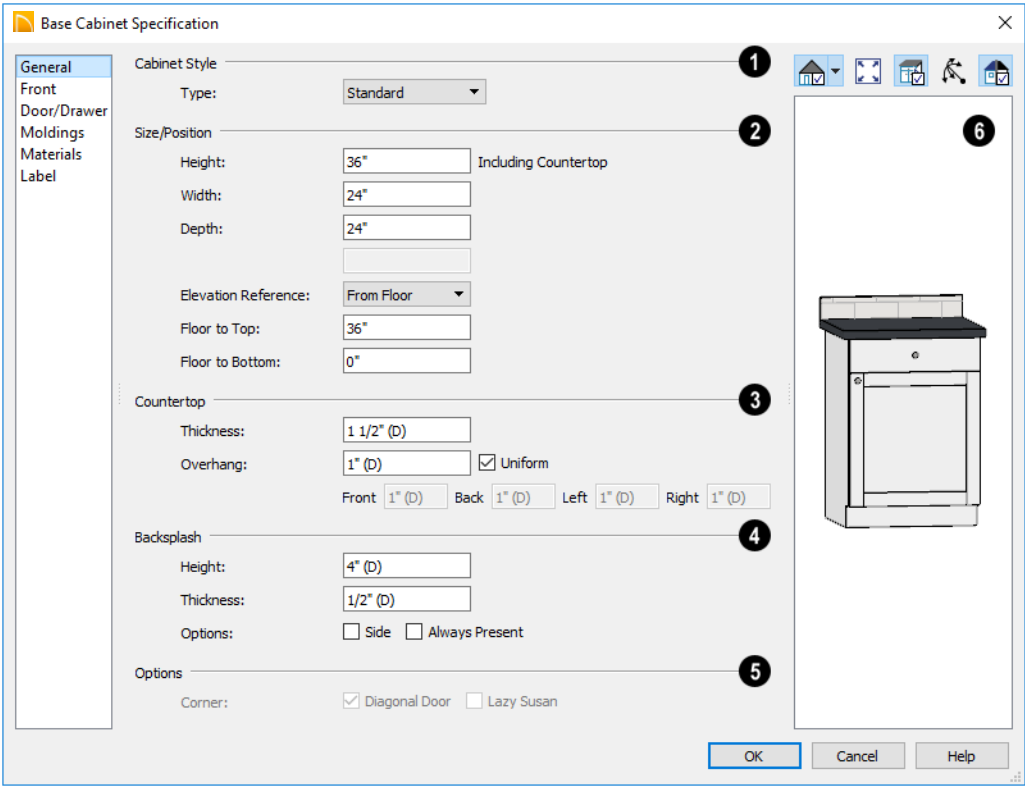 Base Cabinet Specification
General
Front
Door/Drawer
Moldings
Materials
Label
Cabinet Style 1
Type: Standard
Size/Position 2
Height: 36" Including Countertop
Width: 24"
Depth: 24"
Elevation Reference: From Floor
Floor to Top: 36"
Floor to Bottom: 0"
Countertop 3
Thickness: 1 1/2" (D)
Overhang: 1" (D) Uniform
Front 1" (D) Back 1" (D) Left 1" (D) Right 1" (D)
Backsplash 4
Height: 4" (D)
Thickness: 1/2" (D)
Options: Side Always Present
Options 5
Corner: Diagonal Door Lazy Susan
6
OK Cancel Help